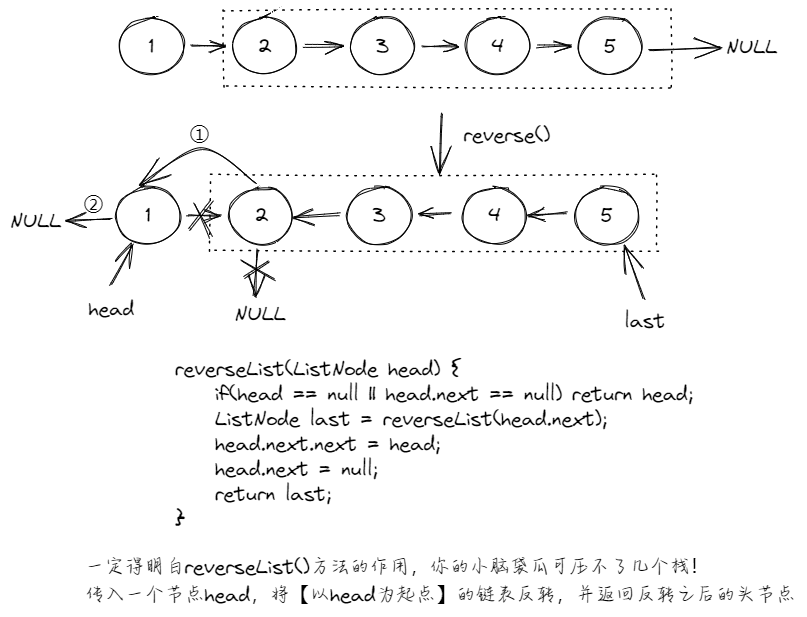 1 2 3 4 5 NULL
reverse()
①
NULL ② 1 2 3 4 5
head NULL last
reverseList(ListNode head) {
if(head == null || head.next == null) return head;
ListNode last = reverseList(head.next);
head.next.next = head;
head.next = null;
return last;
}
一定得明白reverseList()方法的作用，你的小脑袋瓜可压不了几个栈！
传入一个节点head，将【以head为起点】的链表反转，并返回反转之后的头节点